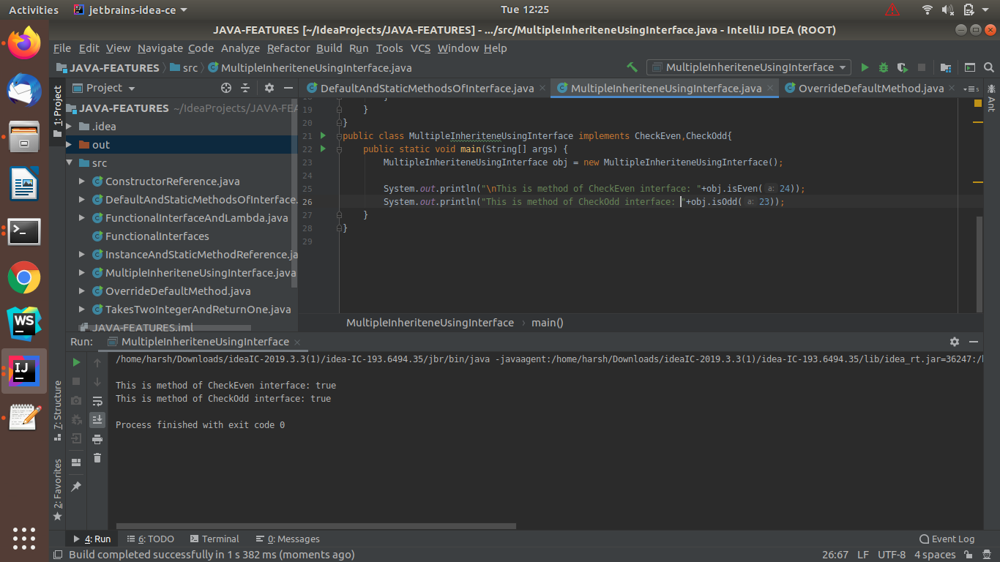 Activities jetbrains-idea-ce Tue 12:25
JAVA-FEATURES [~/IdeaProjects/JAVA-FEATURES] - .../src/MultipleInheriteneUsingInterface.java - IntelliJ IDEA (ROOT)
File Edit View Navigate Code Analyze Refactor Build Run Tools VCS Window Help
JAVA-FEATURES src MultipleInheriteneUsingInterface.java MultipleInheriteneUsingInterface
1: Project
Project
JAVA-FEATURES ~/IdeaProjects/JAVA-FEA
.idea
out
src
ConstructorReference.java
DefaultAndStaticMethodsOfInterface.
FunctionalInterfaceAndLambda.java
FunctionalInterfaces
InstanceAndStaticMethodReference.ja
MultipleInheriteneUsingInterface.java
OverrideDefaultMethod.java
TakesTwoIntegerAndReturnOne.java
JAVA-FEATURES.iml
DefaultAndStaticMethodsOfInterface.java MultipleInheriteneUsingInterface.java OverrideDefaultMethod.java
5
Ant
18 }
19 }
20 }
21 public class MultipleInheriteneUsingInterface implements CheckEven,CheckOdd{
22 public static void main(String[] args) {
23 MultipleInheriteneUsingInterface obj = new MultipleInheriteneUsingInterface();
24
25 System.out.println("\nThis is method of CheckEven interface: "+obj.isEven( a: 24));
26 System.out.println("This is method of CheckOdd interface: "+obj.isOdd( a: 23));
27 }
28 }
29
MultipleInheriteneUsingInterface › main()
Run: MultipleInheriteneUsingInterface
/home/harsh/Downloads/ideaIC-2019.3.3(1)/idea-IC-193.6494.35/jbr/bin/java -javaagent:/home/harsh/Downloads/ideaIC-2019.3.3(1)/idea-IC-193.6494.35/lib/idea_rt.jar=36247:/h
This is method of CheckEven interface: true
This is method of CheckOdd interface: true
Process finished with exit code 0
7: Structure
2: Favorites
WS
IJ
4: Run 6: TODO Terminal 0: Messages Event Log
Build completed successfully in 1 s 382 ms (moments ago) 26:67 LF UTF-8 4 spaces